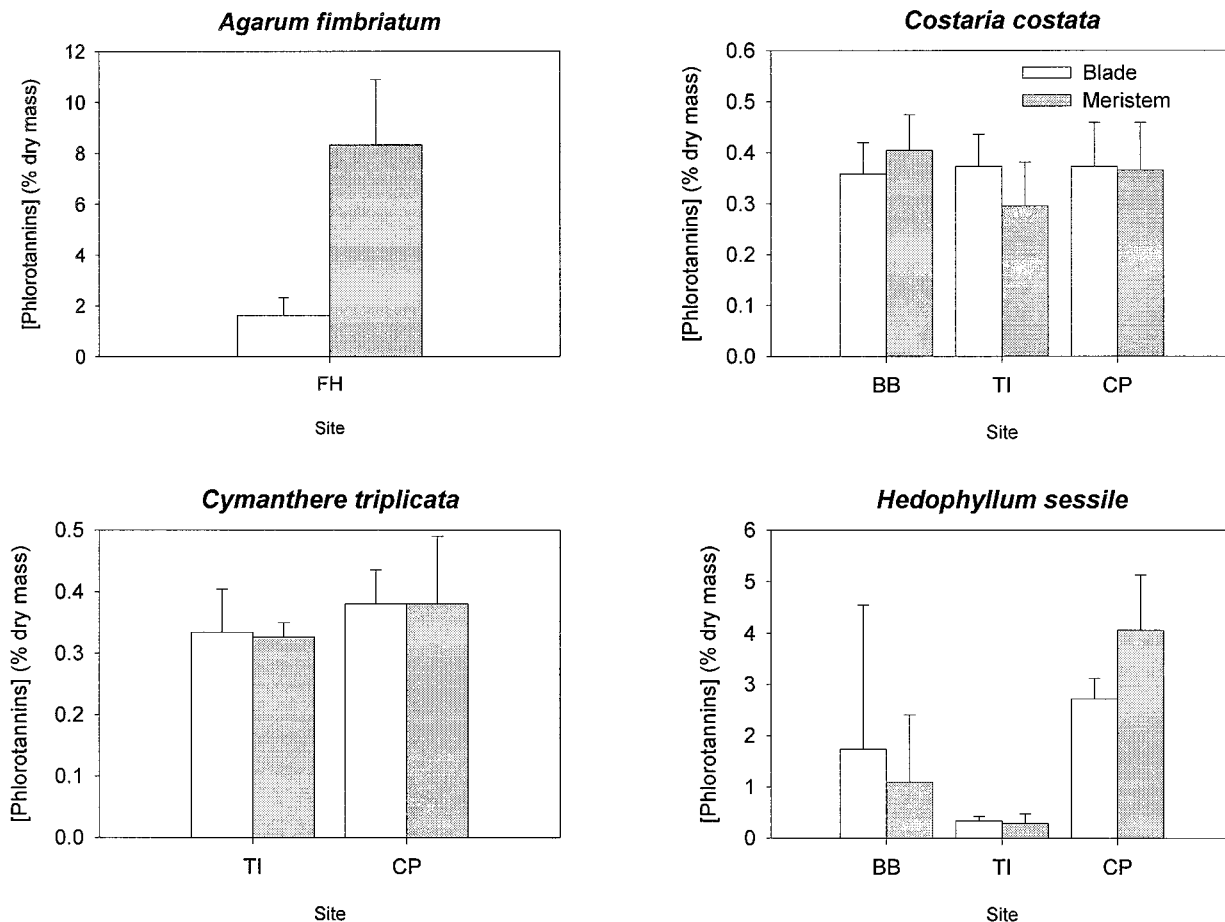 Agarum fimbriatum
[Phlorotannins] (% dry mass)
12
10
8
6
4
2
0
FH
Site
Costaria costata
[Phlorotannins] (% dry mass)
0.6
0.5
0.4
0.3
0.2
0.1
0.0
Blade
Meristem
BB TI CP
Site
Cymanthere triplicata
[Phlorotannins] (% dry mass)
0.5
0.4
0.3
0.2
0.1
0.0
TI CP
Site
Hedophyllum sessile
[Phlorotannins] (% dry mass)
6
5
4
3
2
1
0
BB TI CP
Site